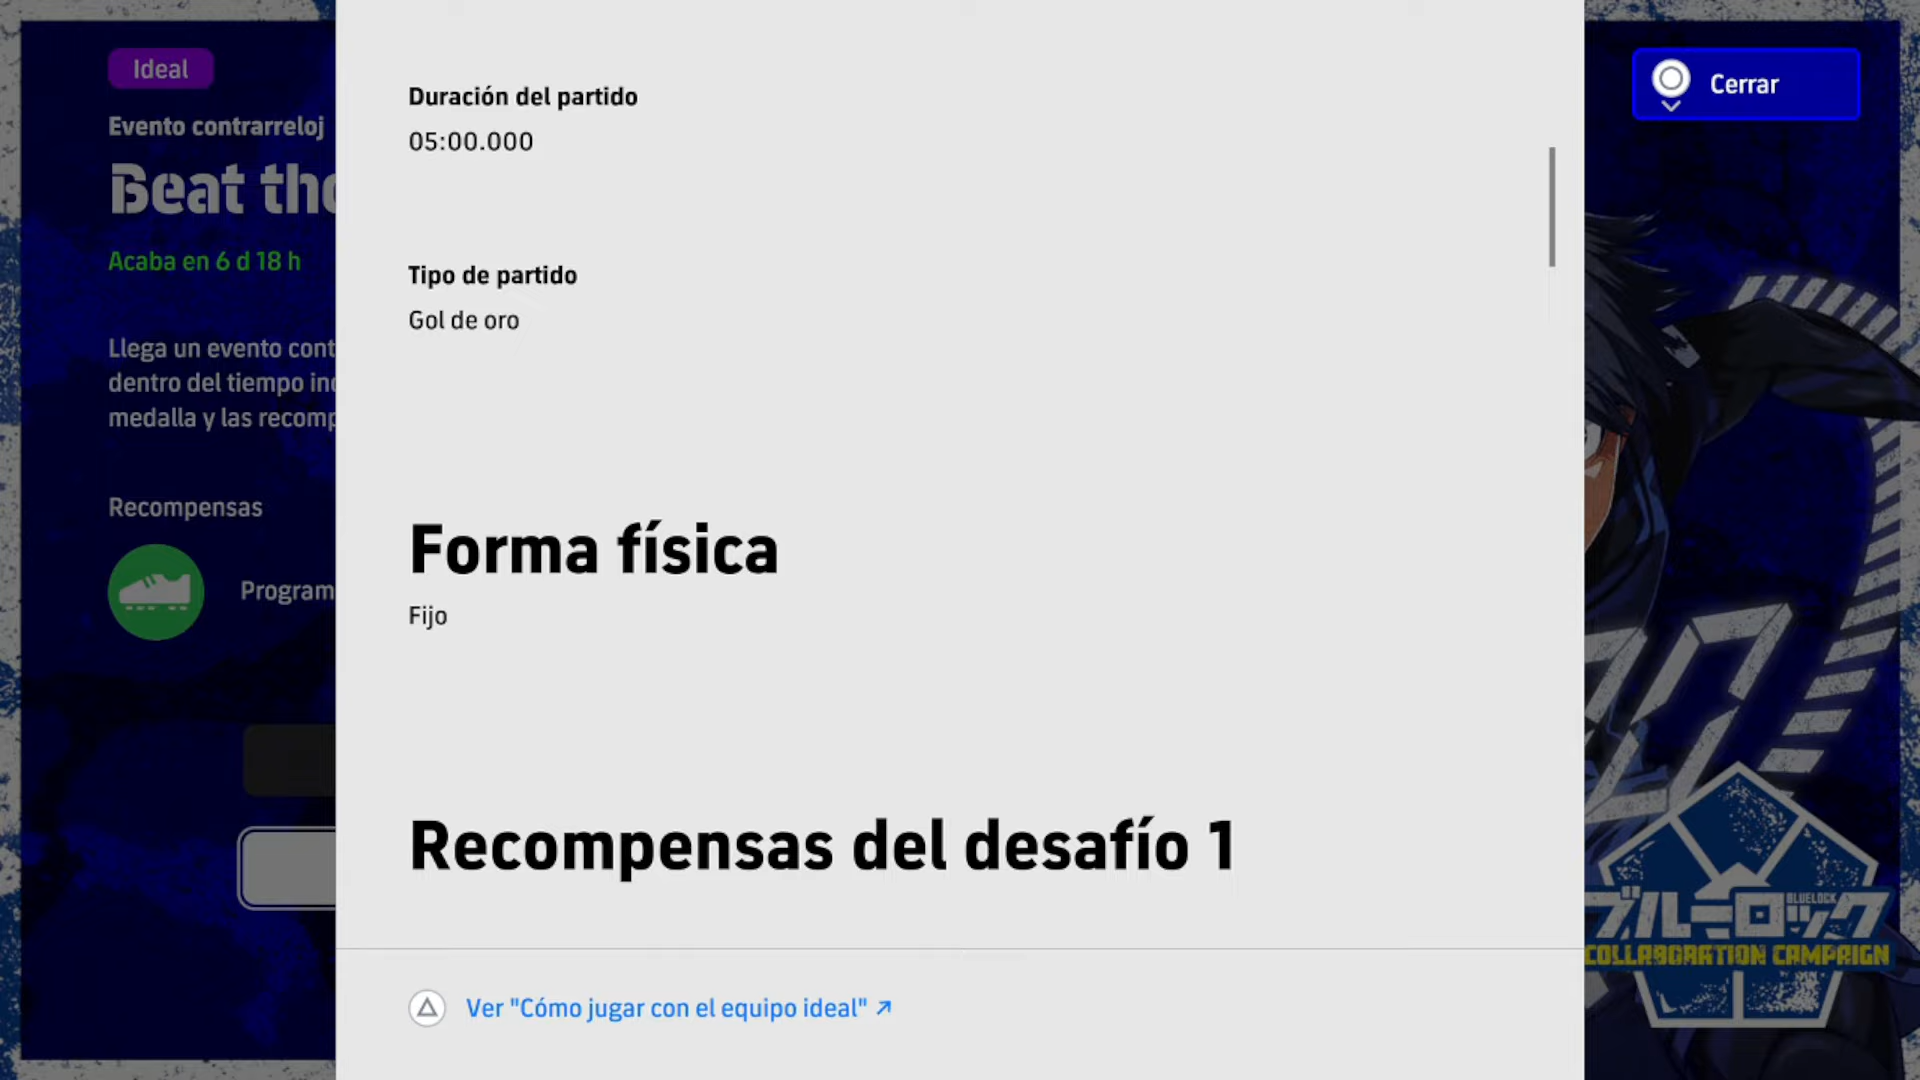 Ideal
Evento contrarreloj
Beat the
Acaba en 6 d 18 h
Llega un evento cont
dentro del tiempo inc
medalla y las recomp
Recompensas
Program
Duración del partido
05:00.000
Tipo de partido
Gol de oro
Forma física
Fijo
Recompensas del desafío 1
Ver "Cómo jugar con el equipo ideal"
Cerrar
BLUELOCK
ブルーロック
COLLABORATION CAMPAIGN